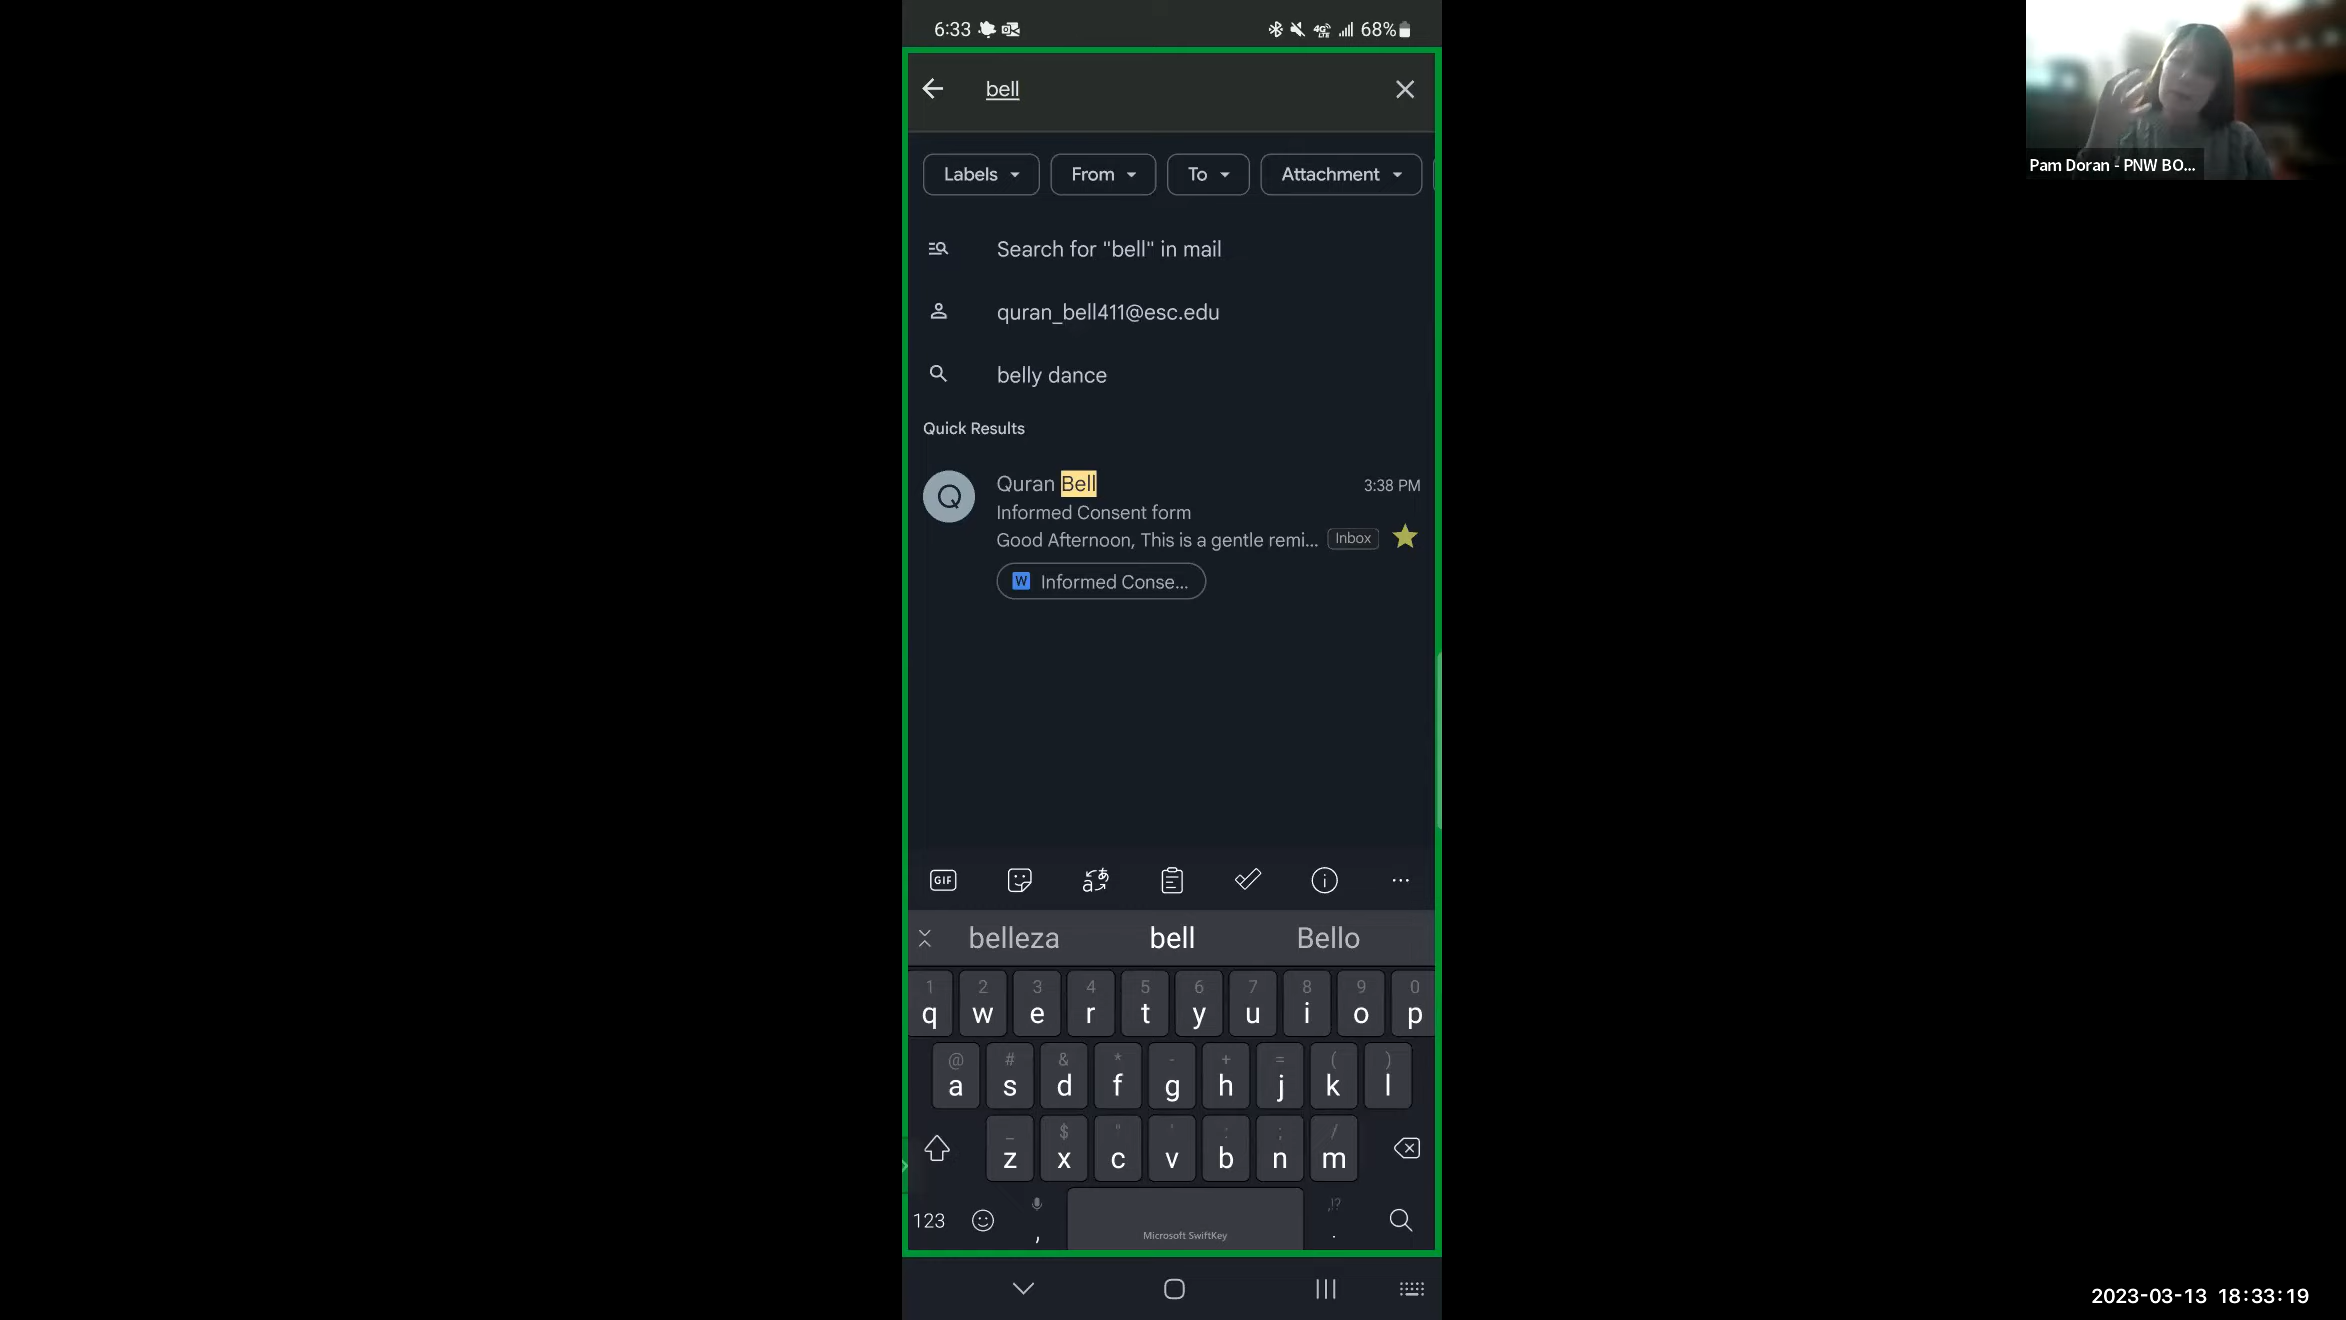 6:33
68%
bell
Labels
From
To
Attachment
Search for "bell" in mail
quran_bell411@esc.edu
belly dance
Quick Results
Quran Bell
3:38 PM
Informed Consent form
Good Afternoon, This is a gentle remi...
Inbox
Informed Conse...
GIF
belleza bell Bello
1 2 3 4 5 6 7 8 9 0
q w e r t y u i o p
@ # & * - + = ( )
a s d f g h j k l
_ $ " ' : ; /
z x c v b n m
123 , ,!? .
Microsoft SwiftKey
Pam Doran - PNW BO...
2023-03-13 18:33:19